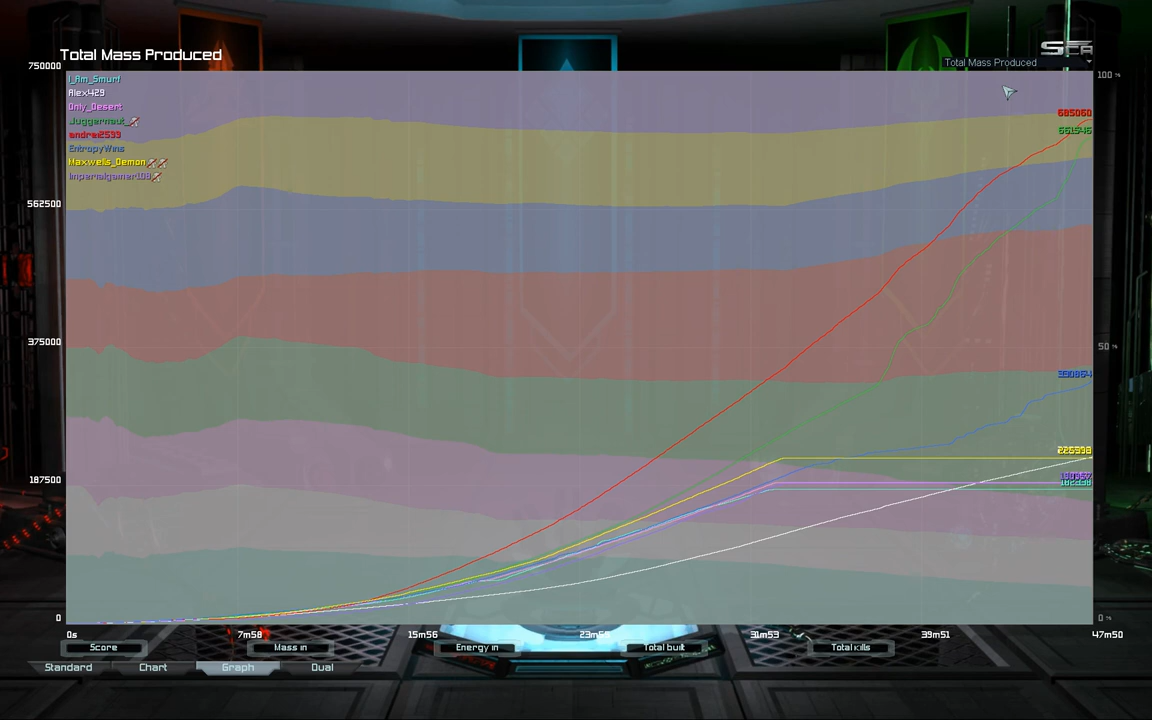 Total Mass Produced
750000
Total Mass Produced
100 %
I_Am_Smurf
Alex429
Only_Desert
Juggernaut_
andrei2539
EntropyWins
Maxwells_Demon
Imperialgamer108
685060
562500
375000
50 %
187500
0
0 %
0s
7m58
15m56
23m55
31m53
39m51
47m50
Score
Mass in
Energy in
Total built
Total kills
Standard
Chart
Graph
Dual